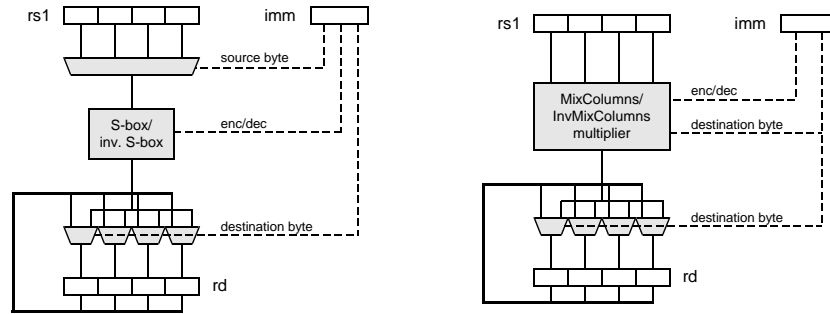 rs1
imm
source byte
S-box/
inv. S-box
enc/dec
destination byte
rd
rs1
imm
MixColumns/
InvMixColumns
multiplier
enc/dec
destination byte
destination byte
rd